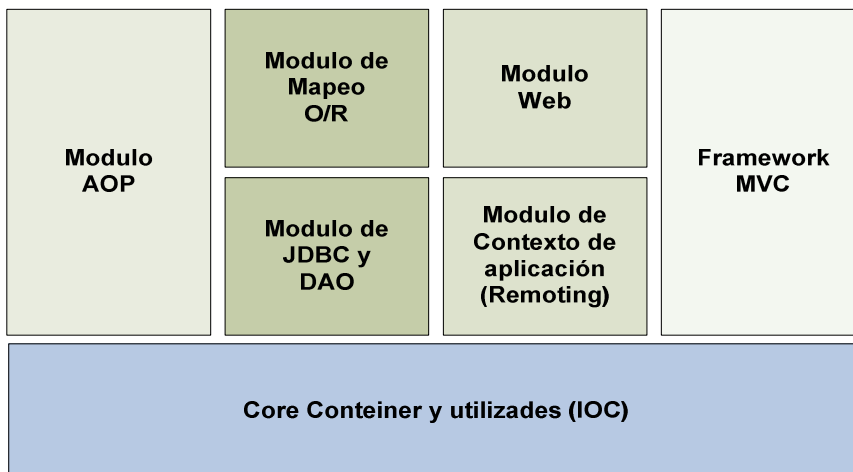 Modulo
AOP
Modulo de
Mapeo
O/R
Modulo
Web
Framework
MVC
Modulo de
JDBC y
DAO
Modulo de
Contexto de
aplicación
(Remoting)
Core Conteiner y utilizades (IOC)